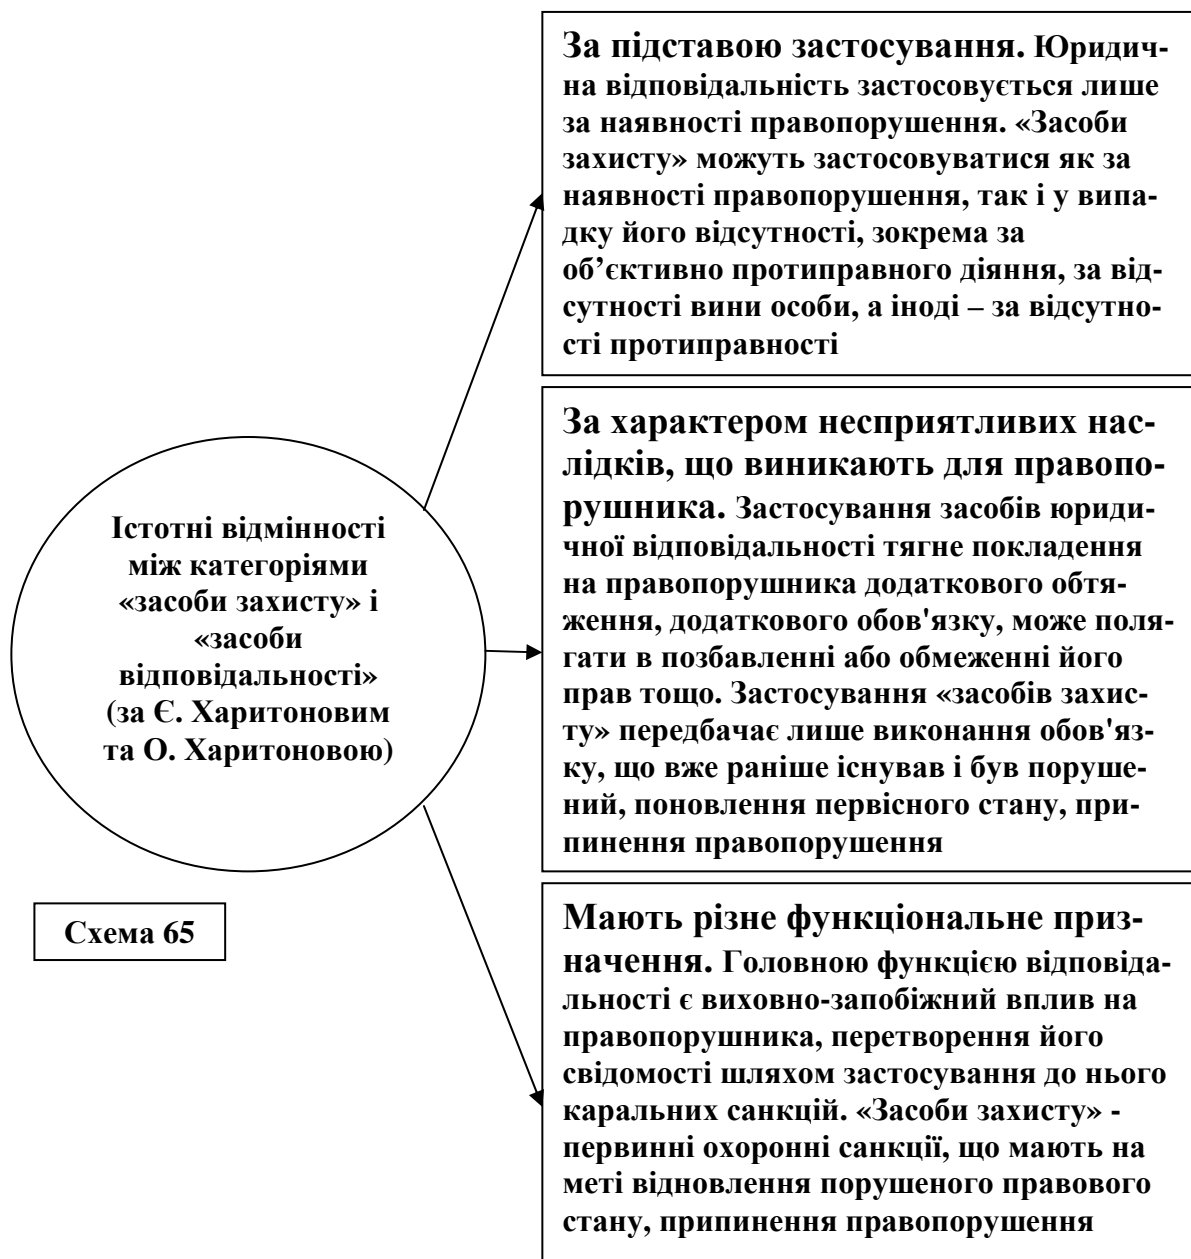 За підставою застосування. Юридич-
на відповідальність застосовується лише
за наявності правопорушення. «Засоби
захисту» можуть застосовуватися як за
наявності правопорушення, так і у випа-
дку його відсутності, зокрема за
об’єктивно протиправного діяння, за від-
сутності вини особи, а іноді – за відсутно-
сті протиправності
За характером несприятливих нас-
лідків, що виникають для правопо-
рушника. Застосування засобів юриди-
чної відповідальності тягне покладення
на правопорушника додаткового обтя-
ження, додаткового обов'язку, може поля-
гати в позбавленні або обмеженні його
прав тощо. Застосування «засобів захис-
ту» передбачає лише виконання обов'яз-
ку, що вже раніше існував і був поруше-
ний, поновлення первісного стану, при-
пинення правопорушення
Істотні відмінності
між категоріями
«засоби захисту» і
«засоби
відповідальності»
(за Є. Харитоновим
та О. Харитоновою)
Мають різне функціональне приз-
начення. Головною функцією відповіда-
льності є виховно-запобіжний вплив на
правопорушника, перетворення його
свідомості шляхом застосування до нього
каральних санкцій. «Засоби захисту» -
первинні охоронні санкції, що мають на
меті відновлення порушеного правового
стану, припинення правопорушення
Схема 65